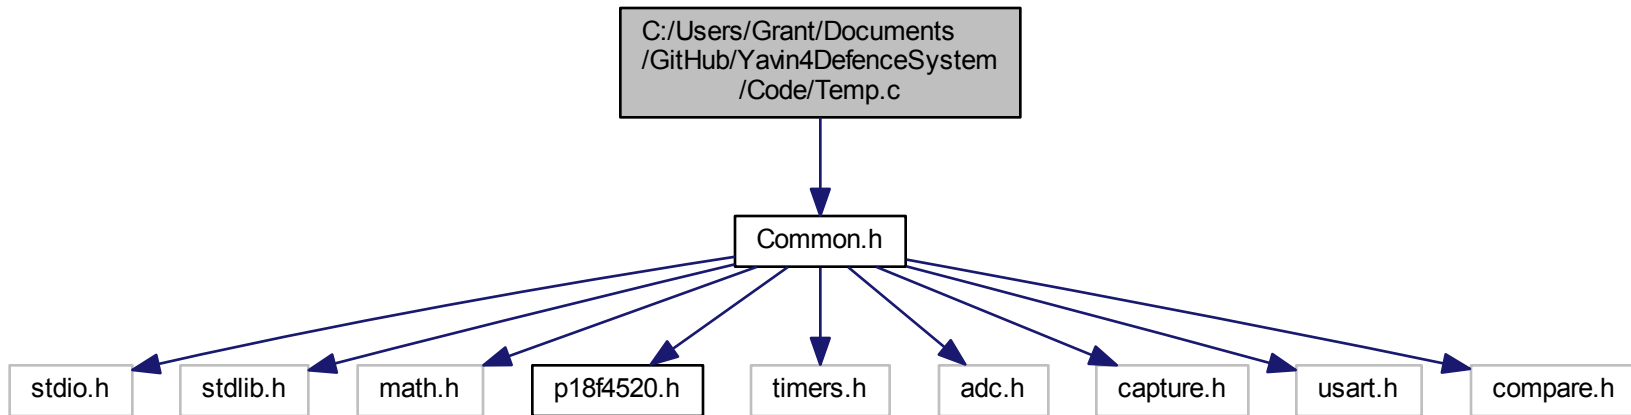 C:/Users/Grant/Documents
/GitHub/Yavin4DefenceSystem
/Code/Temp.c
Common.h
stdio.h
stdlib.h
math.h
p18f4520.h
timers.h
adc.h
capture.h
usart.h
compare.h